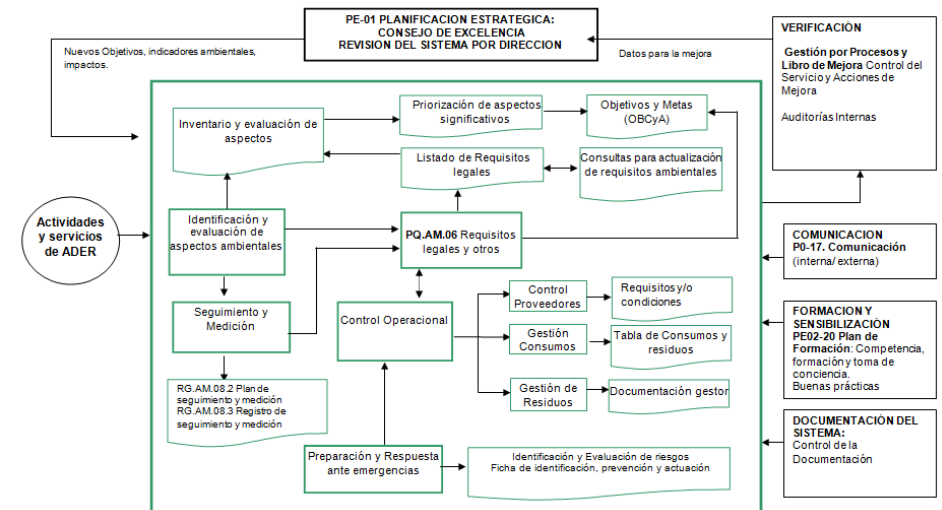 PE-01 PLANIFICACION ESTRATEGICA:
CONSEJO DE EXCELENCIA
REVISION DEL SISTEMA POR DIRECCION
Nuevos Objetivos, indicadores ambientales,
impactos.
Datos para la mejora
VERIFICACIÓN
Gestión por Procesos y
Libro de Mejora Control del
Servicio y Acciones de
Mejora
Auditorías Internas
Inventario y evaluación de
aspectos
Priorización de aspectos
significativos
Objetivos y Metas
(OBCyA)
Listado de Requisitos
legales
Consultas para actualización
de requisitos ambientales
Actividades
y servicios
de ADER
Identificación y
evaluación de
aspectos ambientales
PQ.AM.06 Requisitos
legales y otros
COMUNICACION
P0-17. Comunicación
(interna/ externa)
Seguimiento y
Medición
Control Operacional
Control
Proveedores
Requisitos y/o
condiciones
Gestión
Consumos
Tabla de Consumos y
residuos
Gestión de
Residuos
Documentación gestor
FORMACION Y
SENSIBILIZACIÓN
PE02-20 Plan de
Formación: Competencia,
formación y toma de
conciencia.
Buenas prácticas
RG.AM.08.2 Plan de
seguimiento y medición
RG.AM.08.3 Registro de
seguimiento y medición
DOCUMENTACIÓN DEL
SISTEMA:
Control de la
Documentación
Preparación y Respuesta
ante emergencias
Identificación y Evaluación de riesgos
Ficha de identificación, prevención y actuación